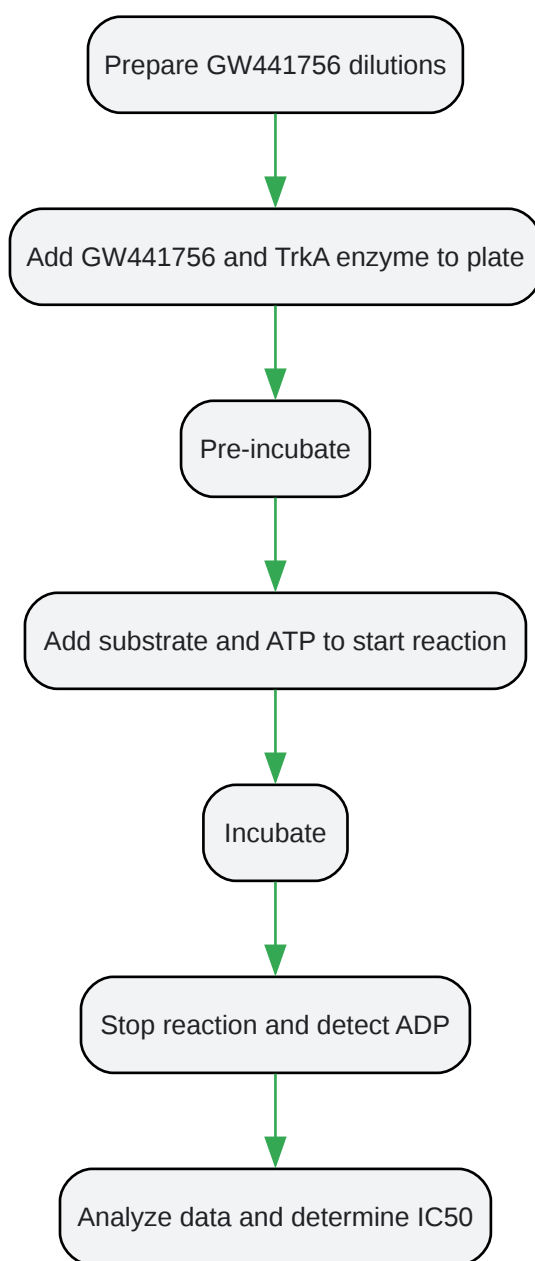 Prepare GW441756 dilutions
Add GW441756 and TrkA enzyme to plate
Pre-incubate
Add substrate and ATP to start reaction
Incubate
Stop reaction and detect ADP
Analyze data and determine IC50